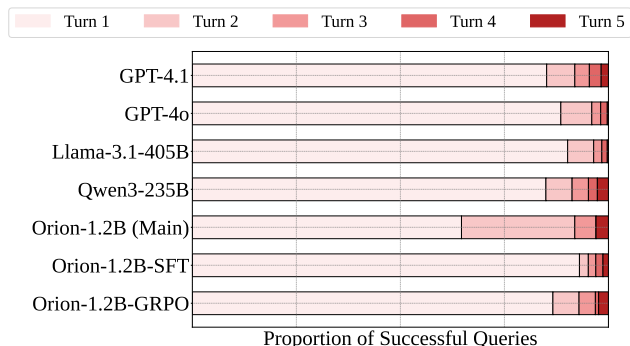 Turn 1 Turn 2 Turn 3 Turn 4 Turn 5
GPT-4.1
GPT-4o
Llama-3.1-405B
Qwen3-235B
Orion-1.2B (Main)
Orion-1.2B-SFT
Orion-1.2B-GRPO
Proportion of Successful Queries